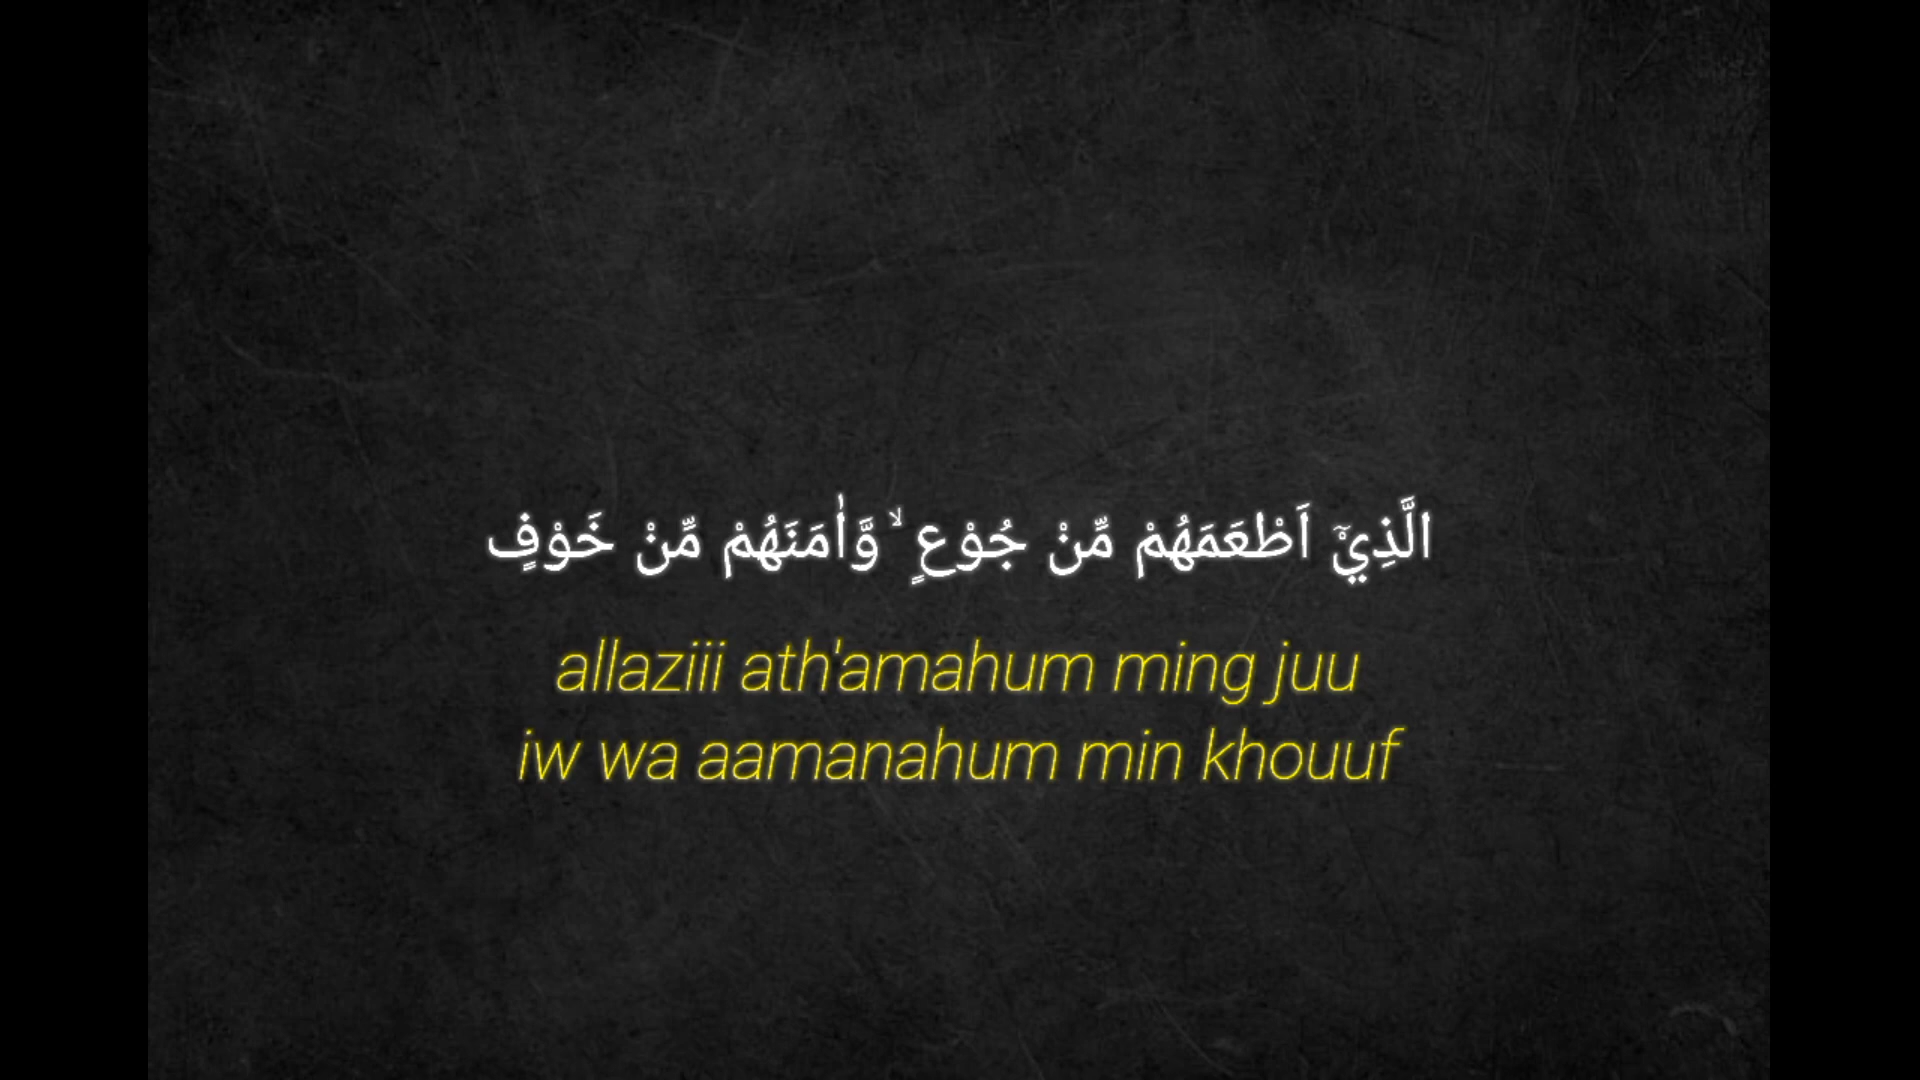 الَّذِيْٓ اَطْعَمَهُمْ مِّنْ جُوْعٍ ۙ وَّاٰمَنَهُمْ مِّنْ خَوْفٍ
allaziii ath'amahum ming juu
iw wa aamanahum min khouuf